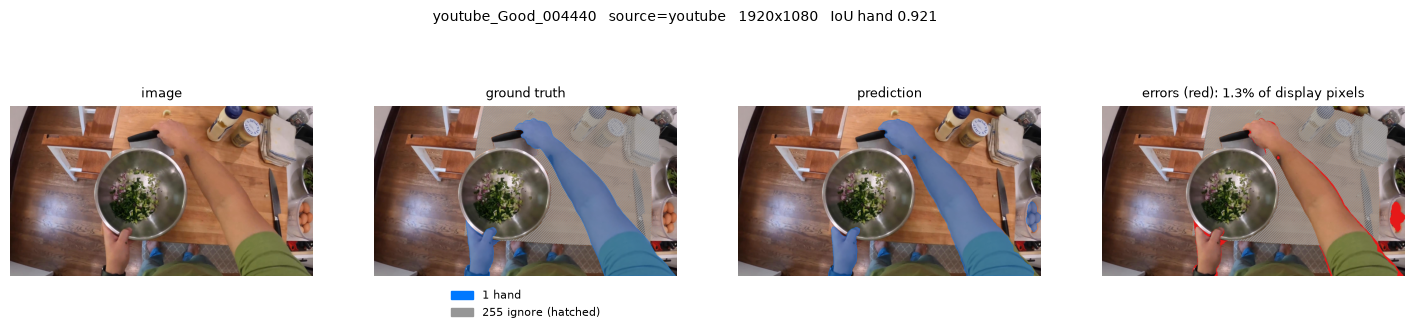 youtube_Good_004440   source=youtube   1920x1080   IoU hand 0.921
image
ground truth
prediction
errors (red): 1.3% of display pixels
1 hand
255 ignore (hatched)